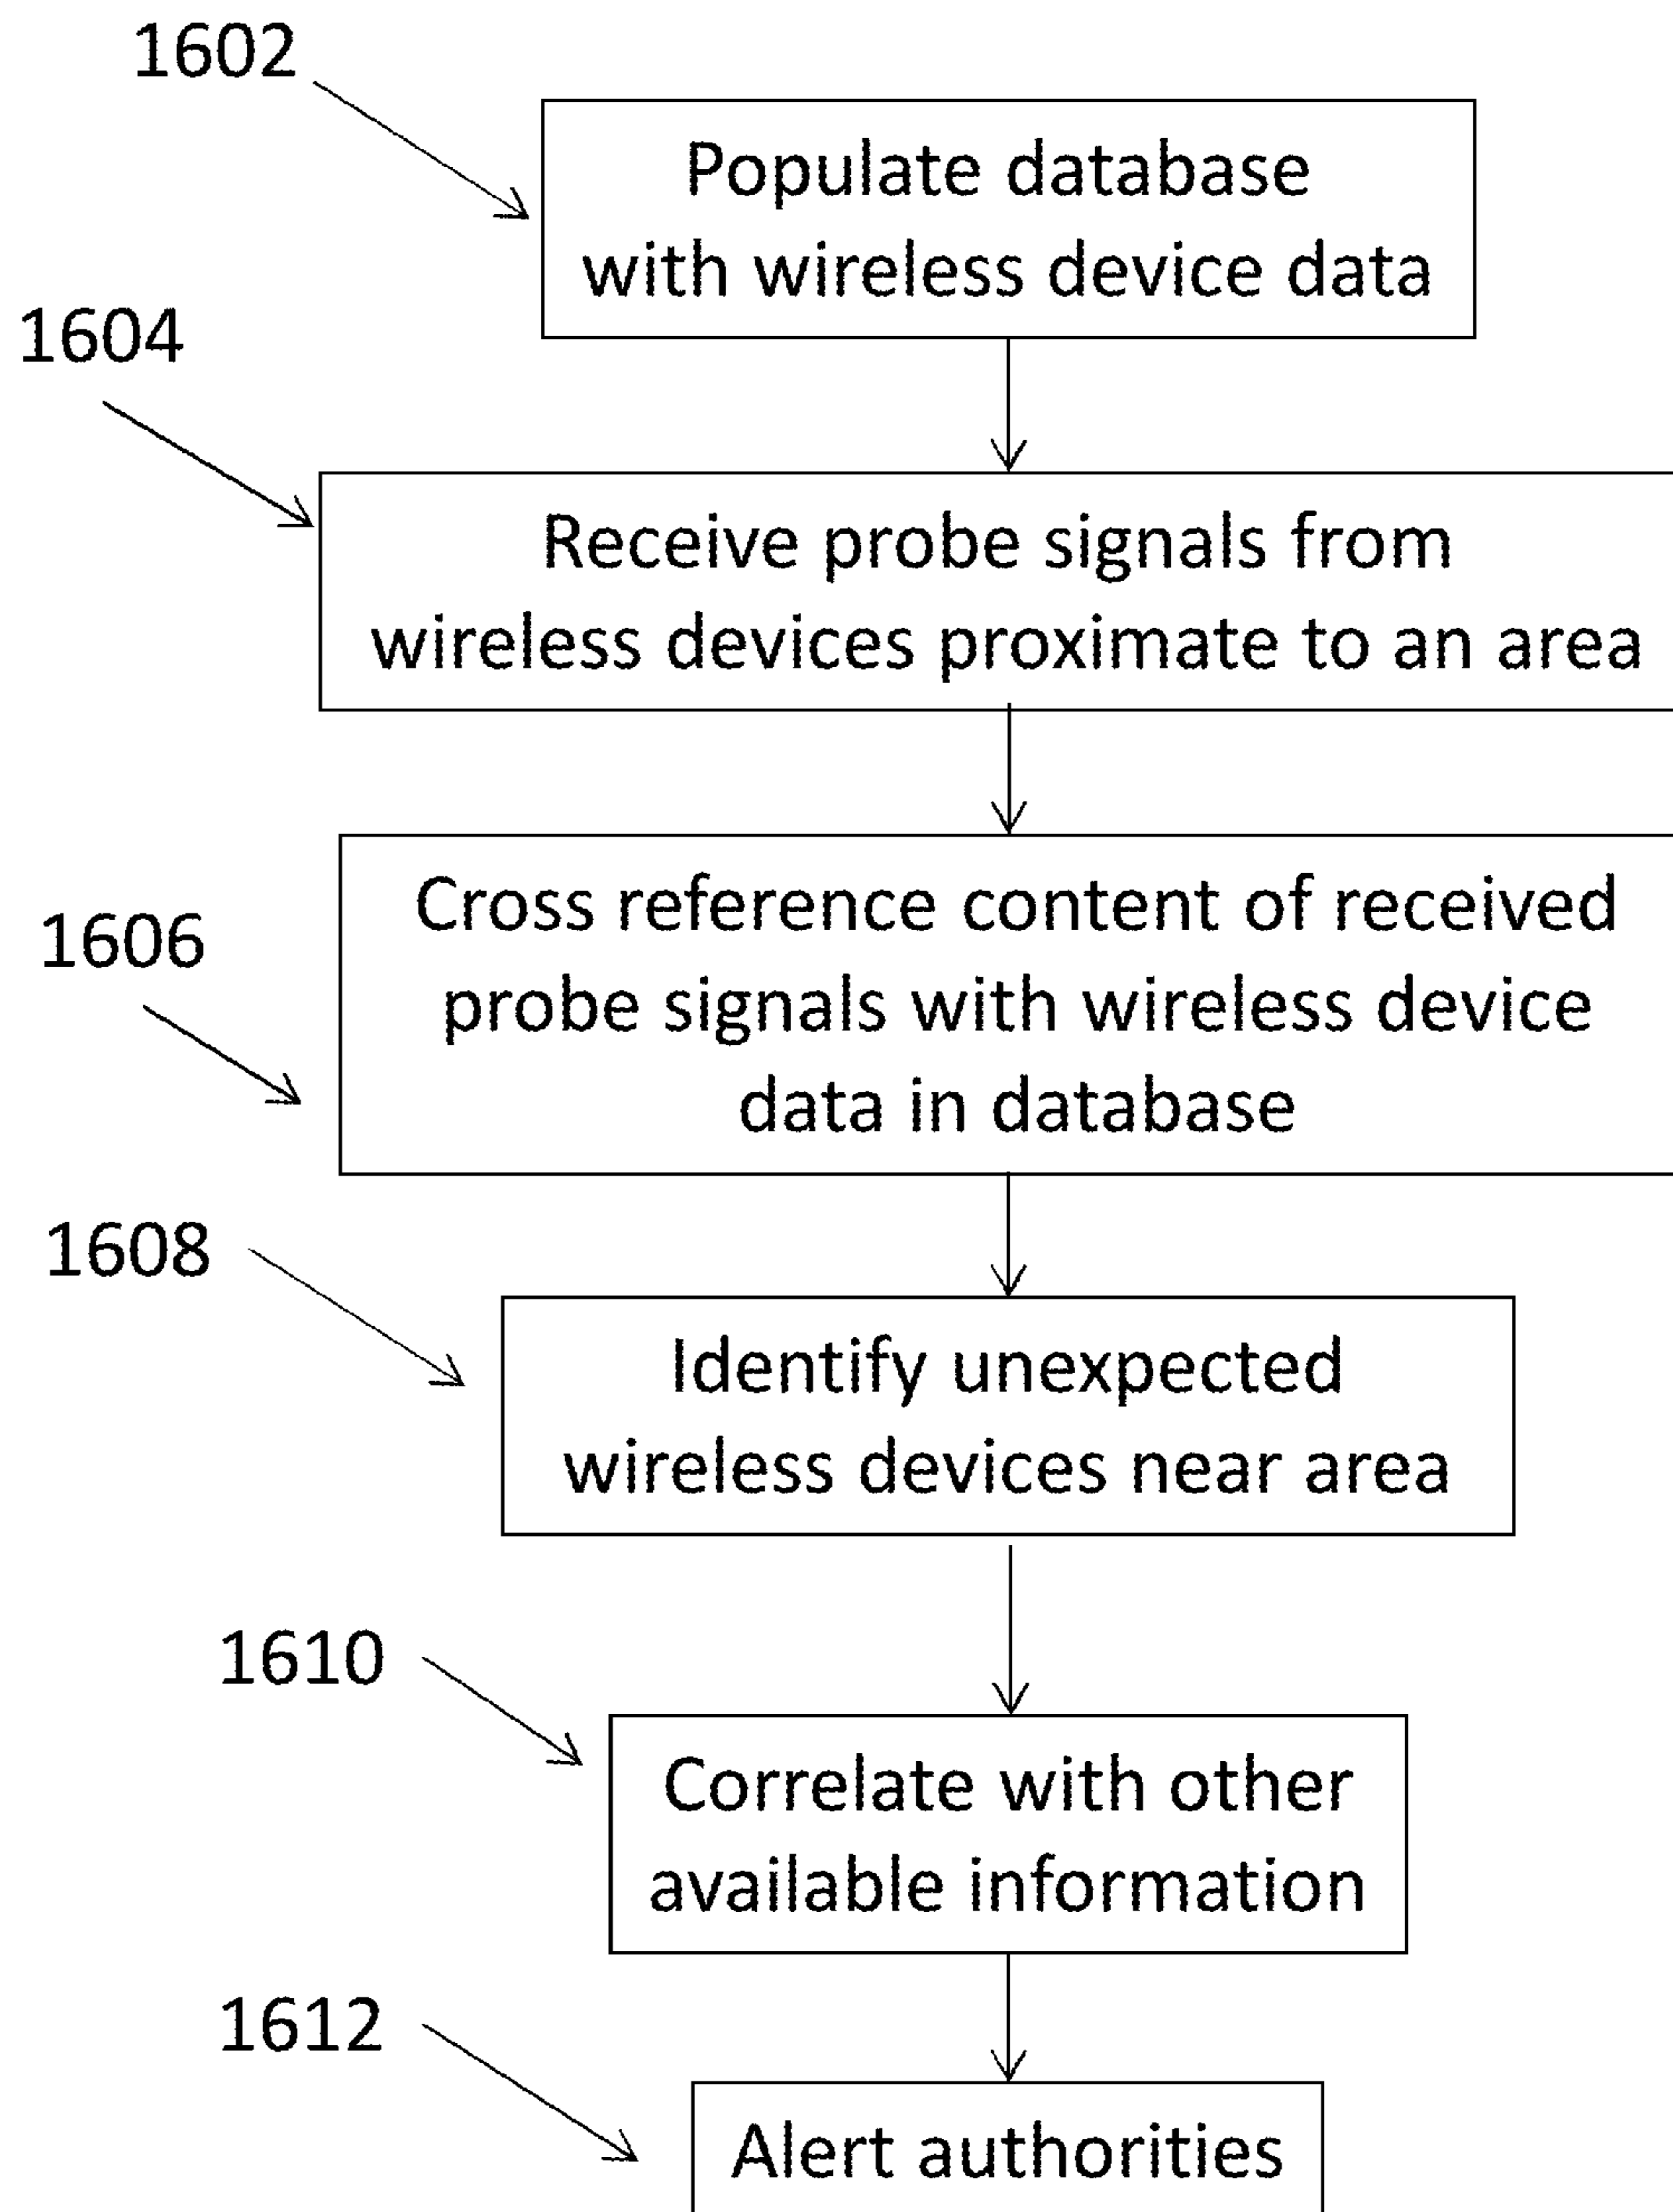 1602
Populate database
with wireless device data
1604
Receive probe signals from
wireless devices proximate to an area
1606
Cross reference content of received
probe signals with wireless device
data in database
1608
Identify unexpected
wireless devices near area
1610
Correlate with other
available information
1612
Alert authorities